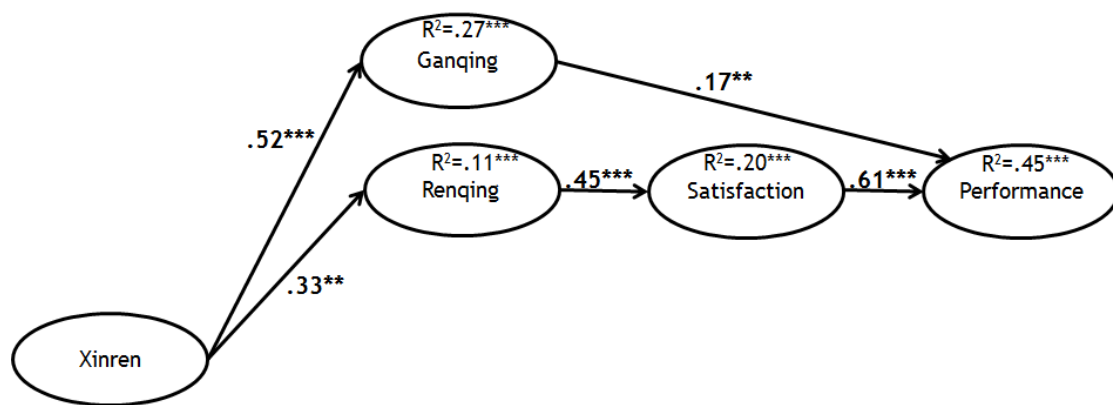 R²=.27***
Ganqing
.17**
.52***
R²=.11***
Renqing
.45***
R²=.20***
Satisfaction
.61***
R²=.45***
Performance
.33**
Xinren